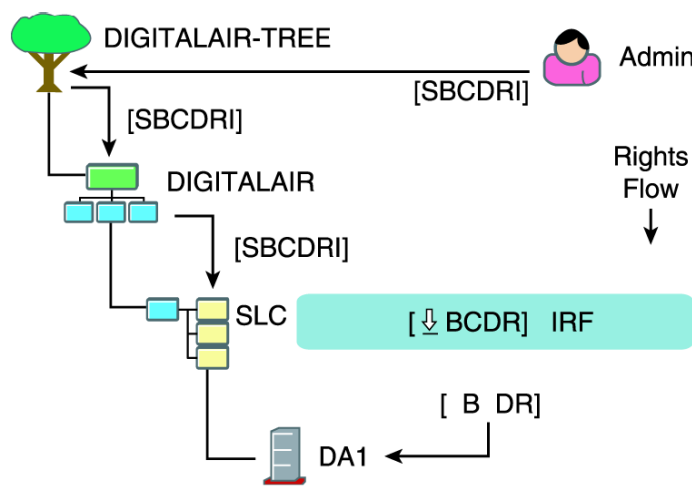 DIGITALAIR-TREE
Admin
[SBCDRI]
[SBCDRI]
Rights
Flow
DIGITALAIR
[SBCDRI]
SLC
[ BCDR] IRF
[ B DR]
DA1